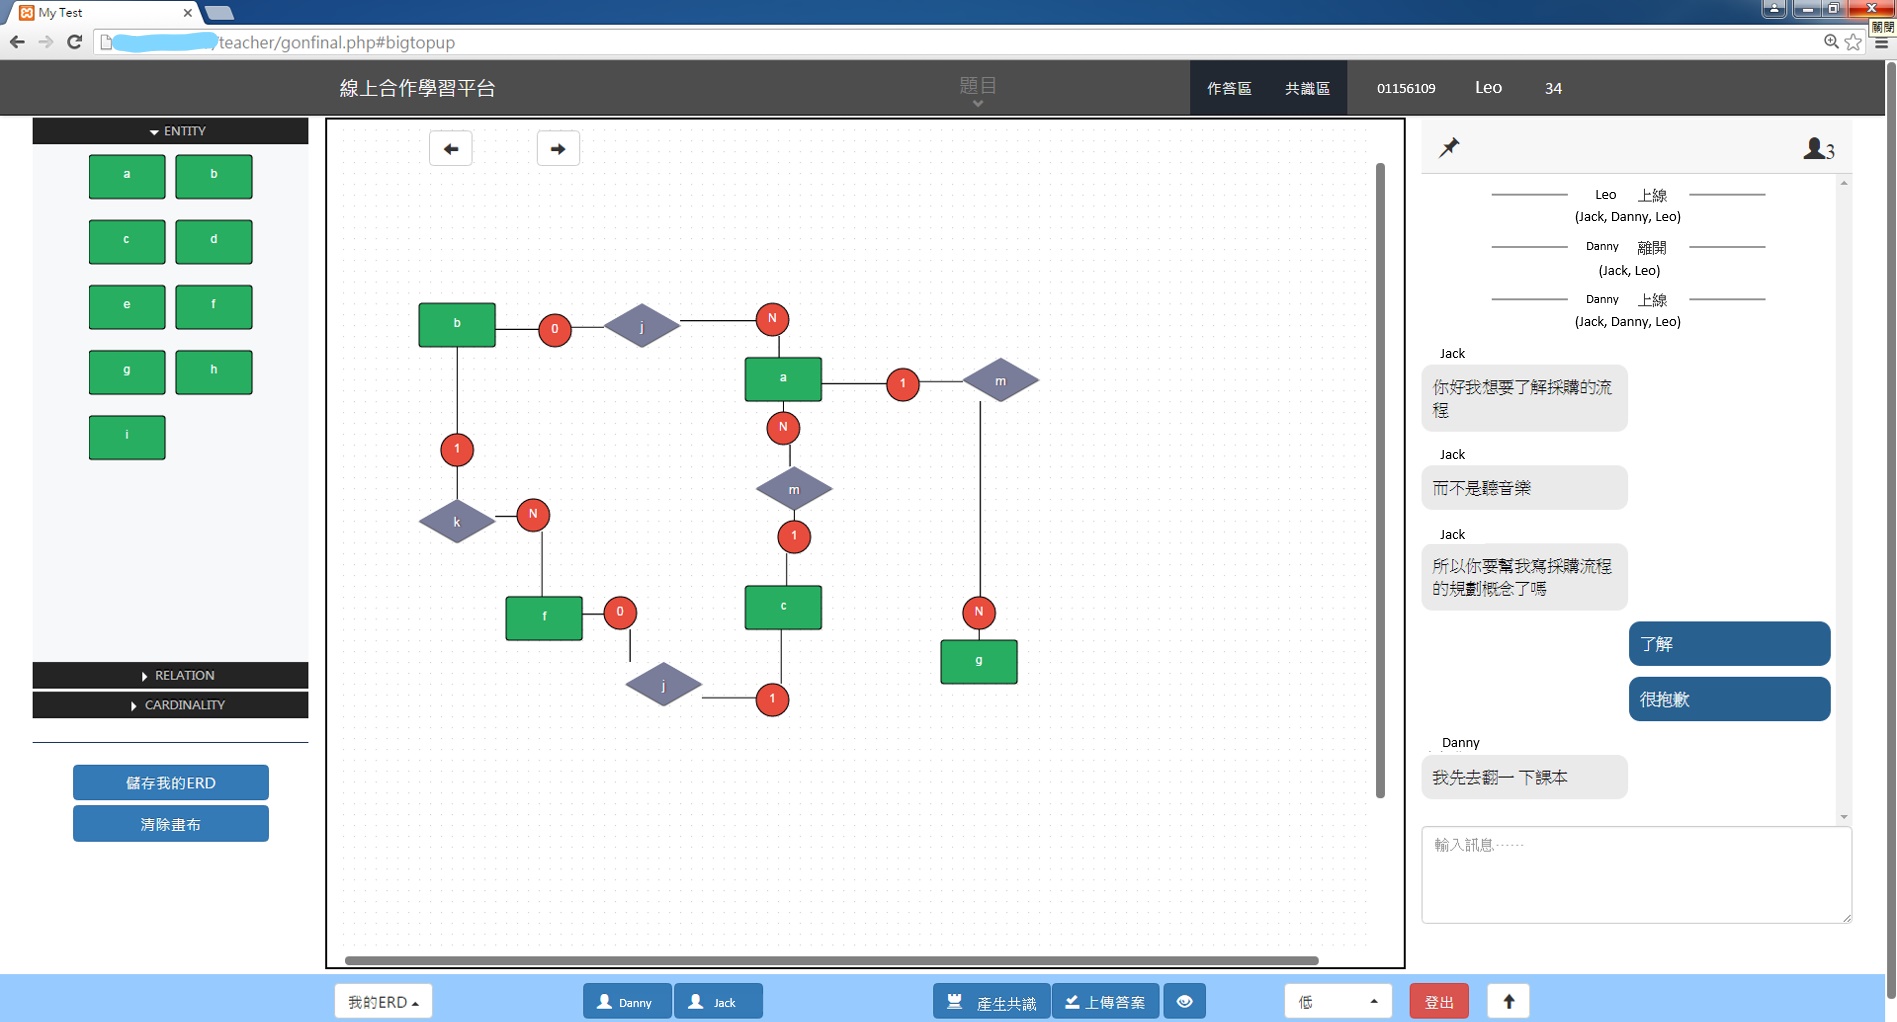 My Test
/teacher/gonfinal.php#bigtopup
關閉
線上合作學習平台
題目
作答區
共識區
01156109
Leo
34
ENTITY
a
b
c
d
e
f
g
h
i
RELATION
CARDINALITY
儲存我的ERD
清除畫布
b
0
j
N
a
1
m
N
1
m
k
N
1
f
0
c
N
g
j
1
3
Leo 上線
(Jack, Danny, Leo)
Danny 離開
(Jack, Leo)
Danny 上線
(Jack, Danny, Leo)
Jack
你好我想要了解採購的流
程
Jack
而不是聽音樂
Jack
所以你要幫我寫採購流程
的規劃概念了嗎
了解
很抱歉
Danny
我先去翻一下課本
輸入訊息……
我的ERD
Danny
Jack
產生共識
上傳答案
低
登出